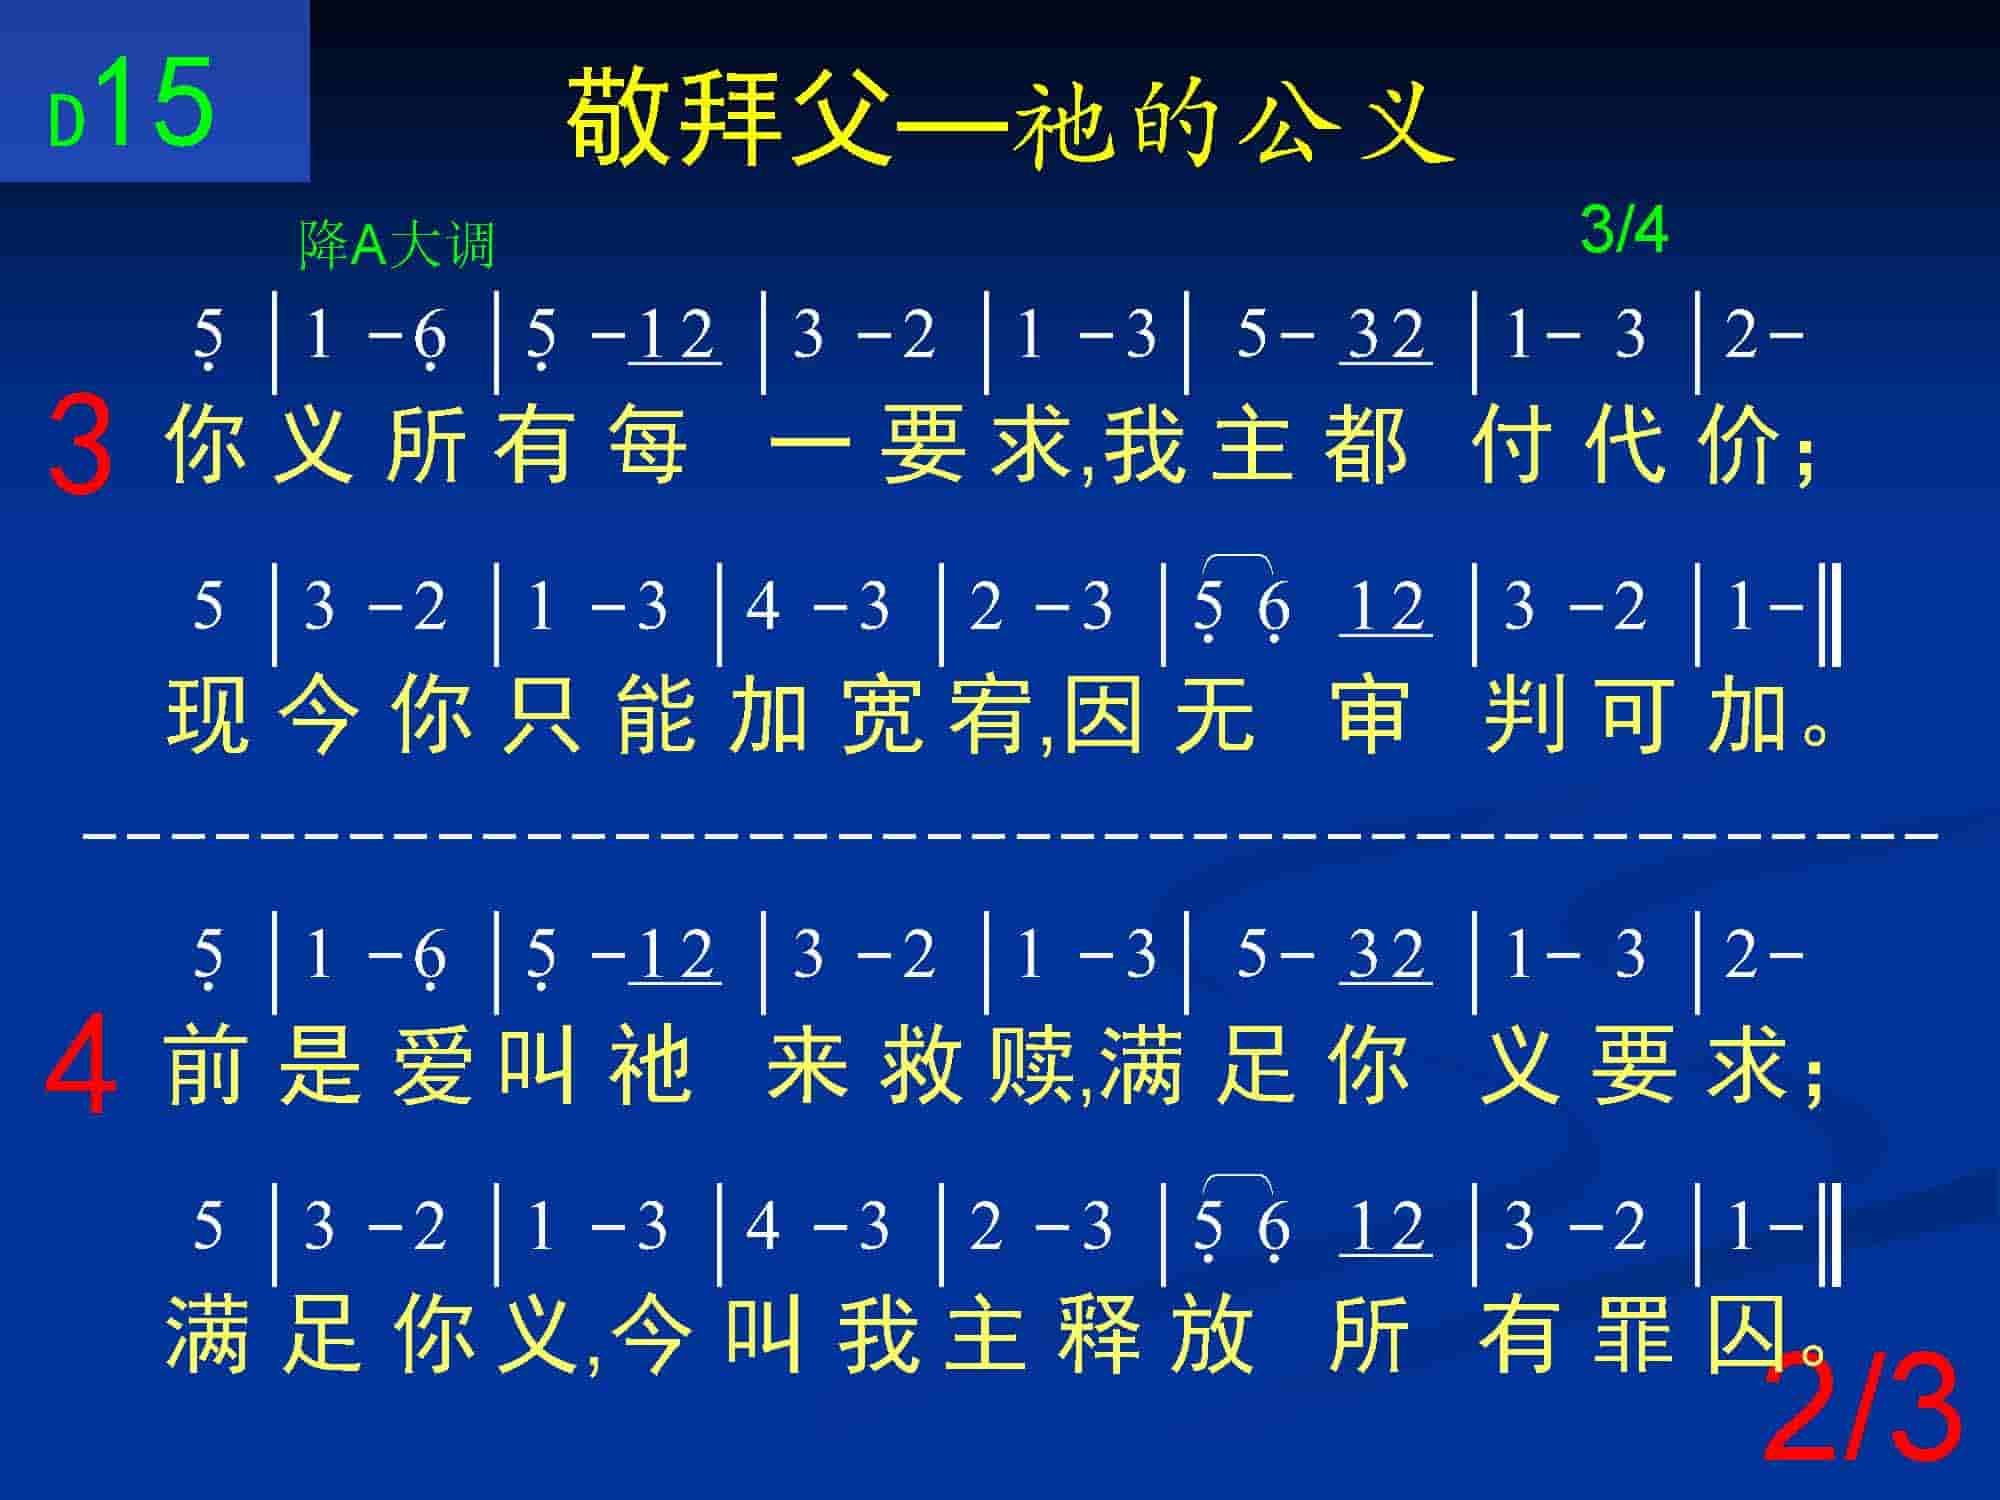 D15
敬拜父—祂的公义
降A大调 3/4
5̣ | 1 -6̣ | 5̣ -12 | 3 -2 | 1 -3 | 5- 32 | 1- 3 | 2-
3 你义所有每 一要求,我主都 付代价;
5 | 3 -2 | 1 -3 | 4 -3 | 2 -3 | 5̣ 6̣ 12 | 3 -2 | 1- ‖
现今你只能加宽宥,因无 审 判可加。
5̣ | 1 -6̣ | 5̣ -12 | 3 -2 | 1 -3 | 5- 32 | 1- 3 | 2-
4 前是爱叫祂 来救赎,满足你 义要求;
5 | 3 -2 | 1 -3 | 4 -3 | 2 -3 | 5̣ 6̣ 12 | 3 -2 | 1- ‖
满足你义,今叫我主释放 所 有罪囚。
2/3